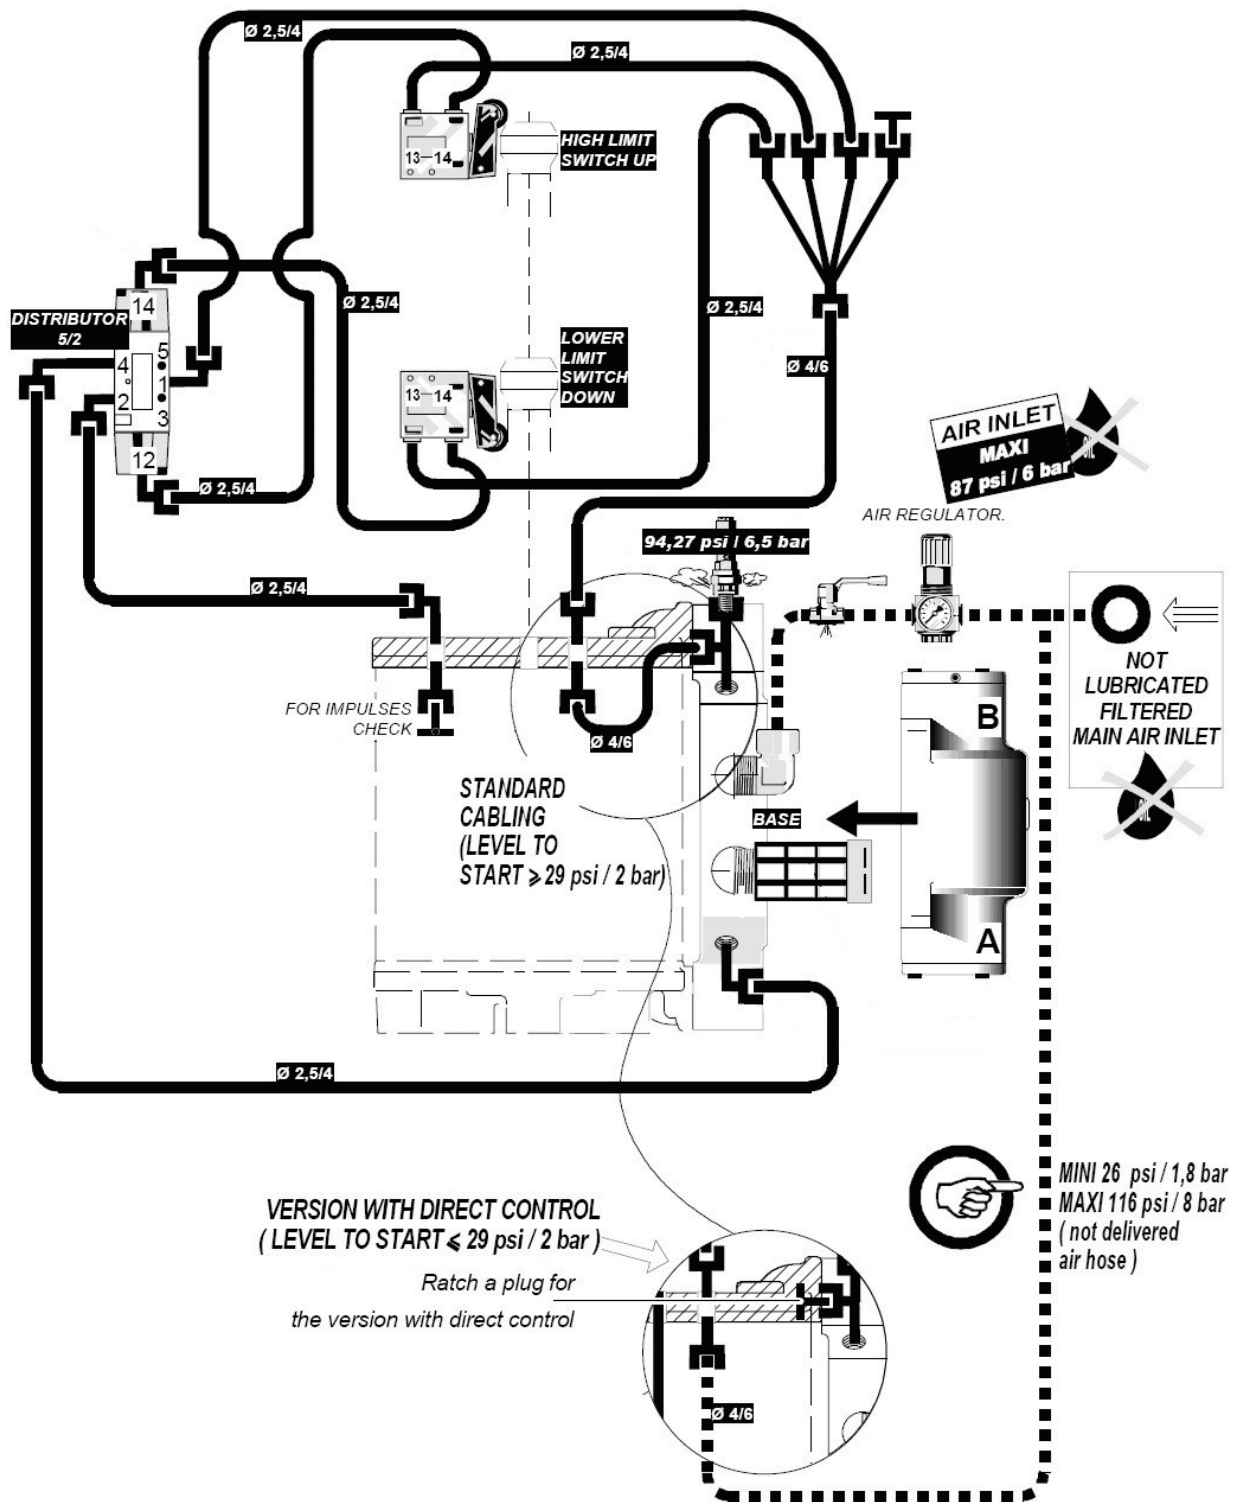 Ø 2,5/4
Ø 2,5/4
HIGH LIMIT
SWITCH UP
13—14
Ø 2,5/4
Ø 2,5/4
14
DISTRIBUTOR
5/2
4
5
1
2
3
12
LOWER
LIMIT
SWITCH
DOWN
13—14
Ø 4/6
Ø 2,5/4
AIR INLET
MAXI
87 psi / 6 bar
OIL
AIR REGULATOR.
94,27 psi / 6,5 bar
Ø 2,5/4
FOR IMPULSES
CHECK
Ø 4/6
NOT
LUBRICATED
FILTERED
MAIN AIR INLET
OIL
B
A
STANDARD
CABLING
(LEVEL TO
START ⩾ 29 psi / 2 bar)
BASE
Ø 2,5/4
MINI 26 psi / 1,8 bar
MAXI 116 psi / 8 bar
( not delivered
air hose )
VERSION WITH DIRECT CONTROL
( LEVEL TO START ⩽ 29 psi / 2 bar )
Ratch a plug for
the version with direct control
Ø 4/6